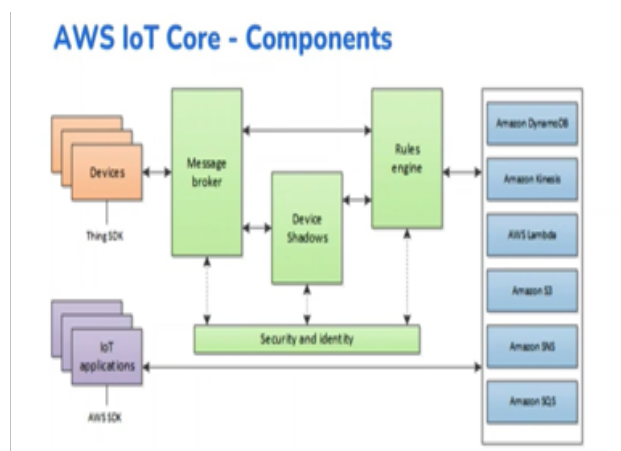 AWS IoT Core - Components
Devices
Thing SDK
Message
broker
Device
Shadows
Rules
engine
Security and identity
IoT
applications
AWS SDK
Amazon DynamoDB
Amazon Kinesis
AWS Lambda
Amazon S3
Amazon SNS
Amazon SQS